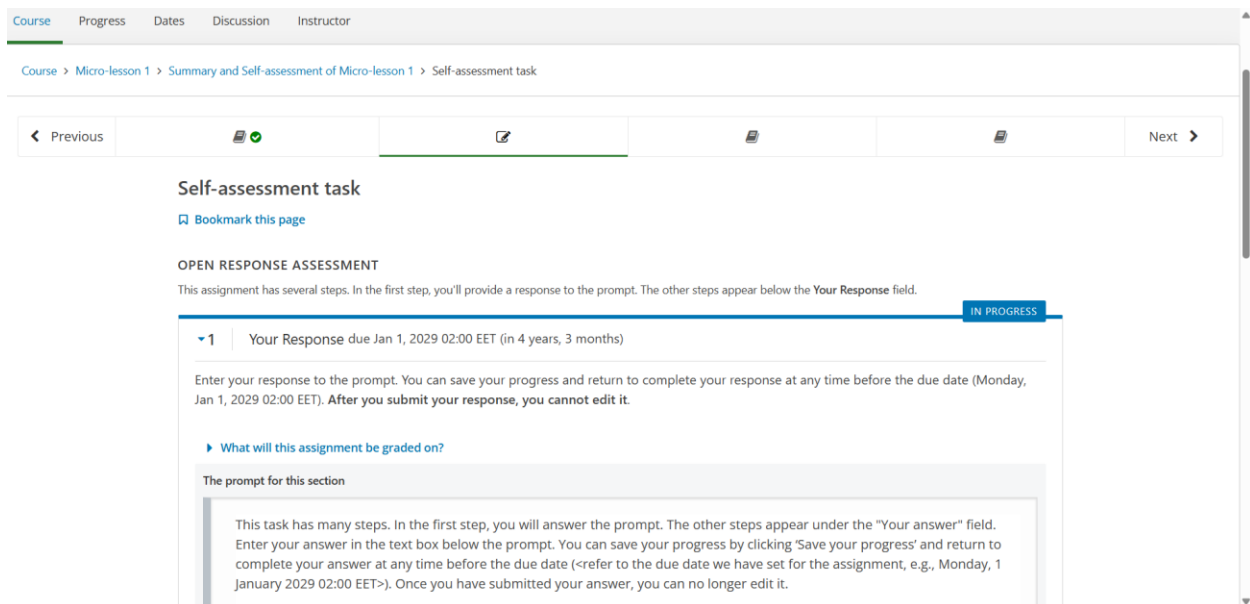 Course Progress Dates Discussion Instructor
Course > Micro-lesson 1 > Summary and Self-assessment of Micro-lesson 1 > Self-assessment task
Previous Next
Self-assessment task
Bookmark this page
OPEN RESPONSE ASSESSMENT
This assignment has several steps. In the first step, you'll provide a response to the prompt. The other steps appear below the Your Response field.
IN PROGRESS
1 Your Response due Jan 1, 2029 02:00 EET (in 4 years, 3 months)
Enter your response to the prompt. You can save your progress and return to complete your response at any time before the due date (Monday,
Jan 1, 2029 02:00 EET). After you submit your response, you cannot edit it.
What will this assignment be graded on?
The prompt for this section
This task has many steps. In the first step, you will answer the prompt. The other steps appear under the "Your answer" field.
Enter your answer in the text box below the prompt. You can save your progress by clicking ‘Save your progress’ and return to
complete your answer at any time before the due date (<refer to the due date we have set for the assignment, e.g., Monday, 1
January 2029 02:00 EET>). Once you have submitted your answer, you can no longer edit it.